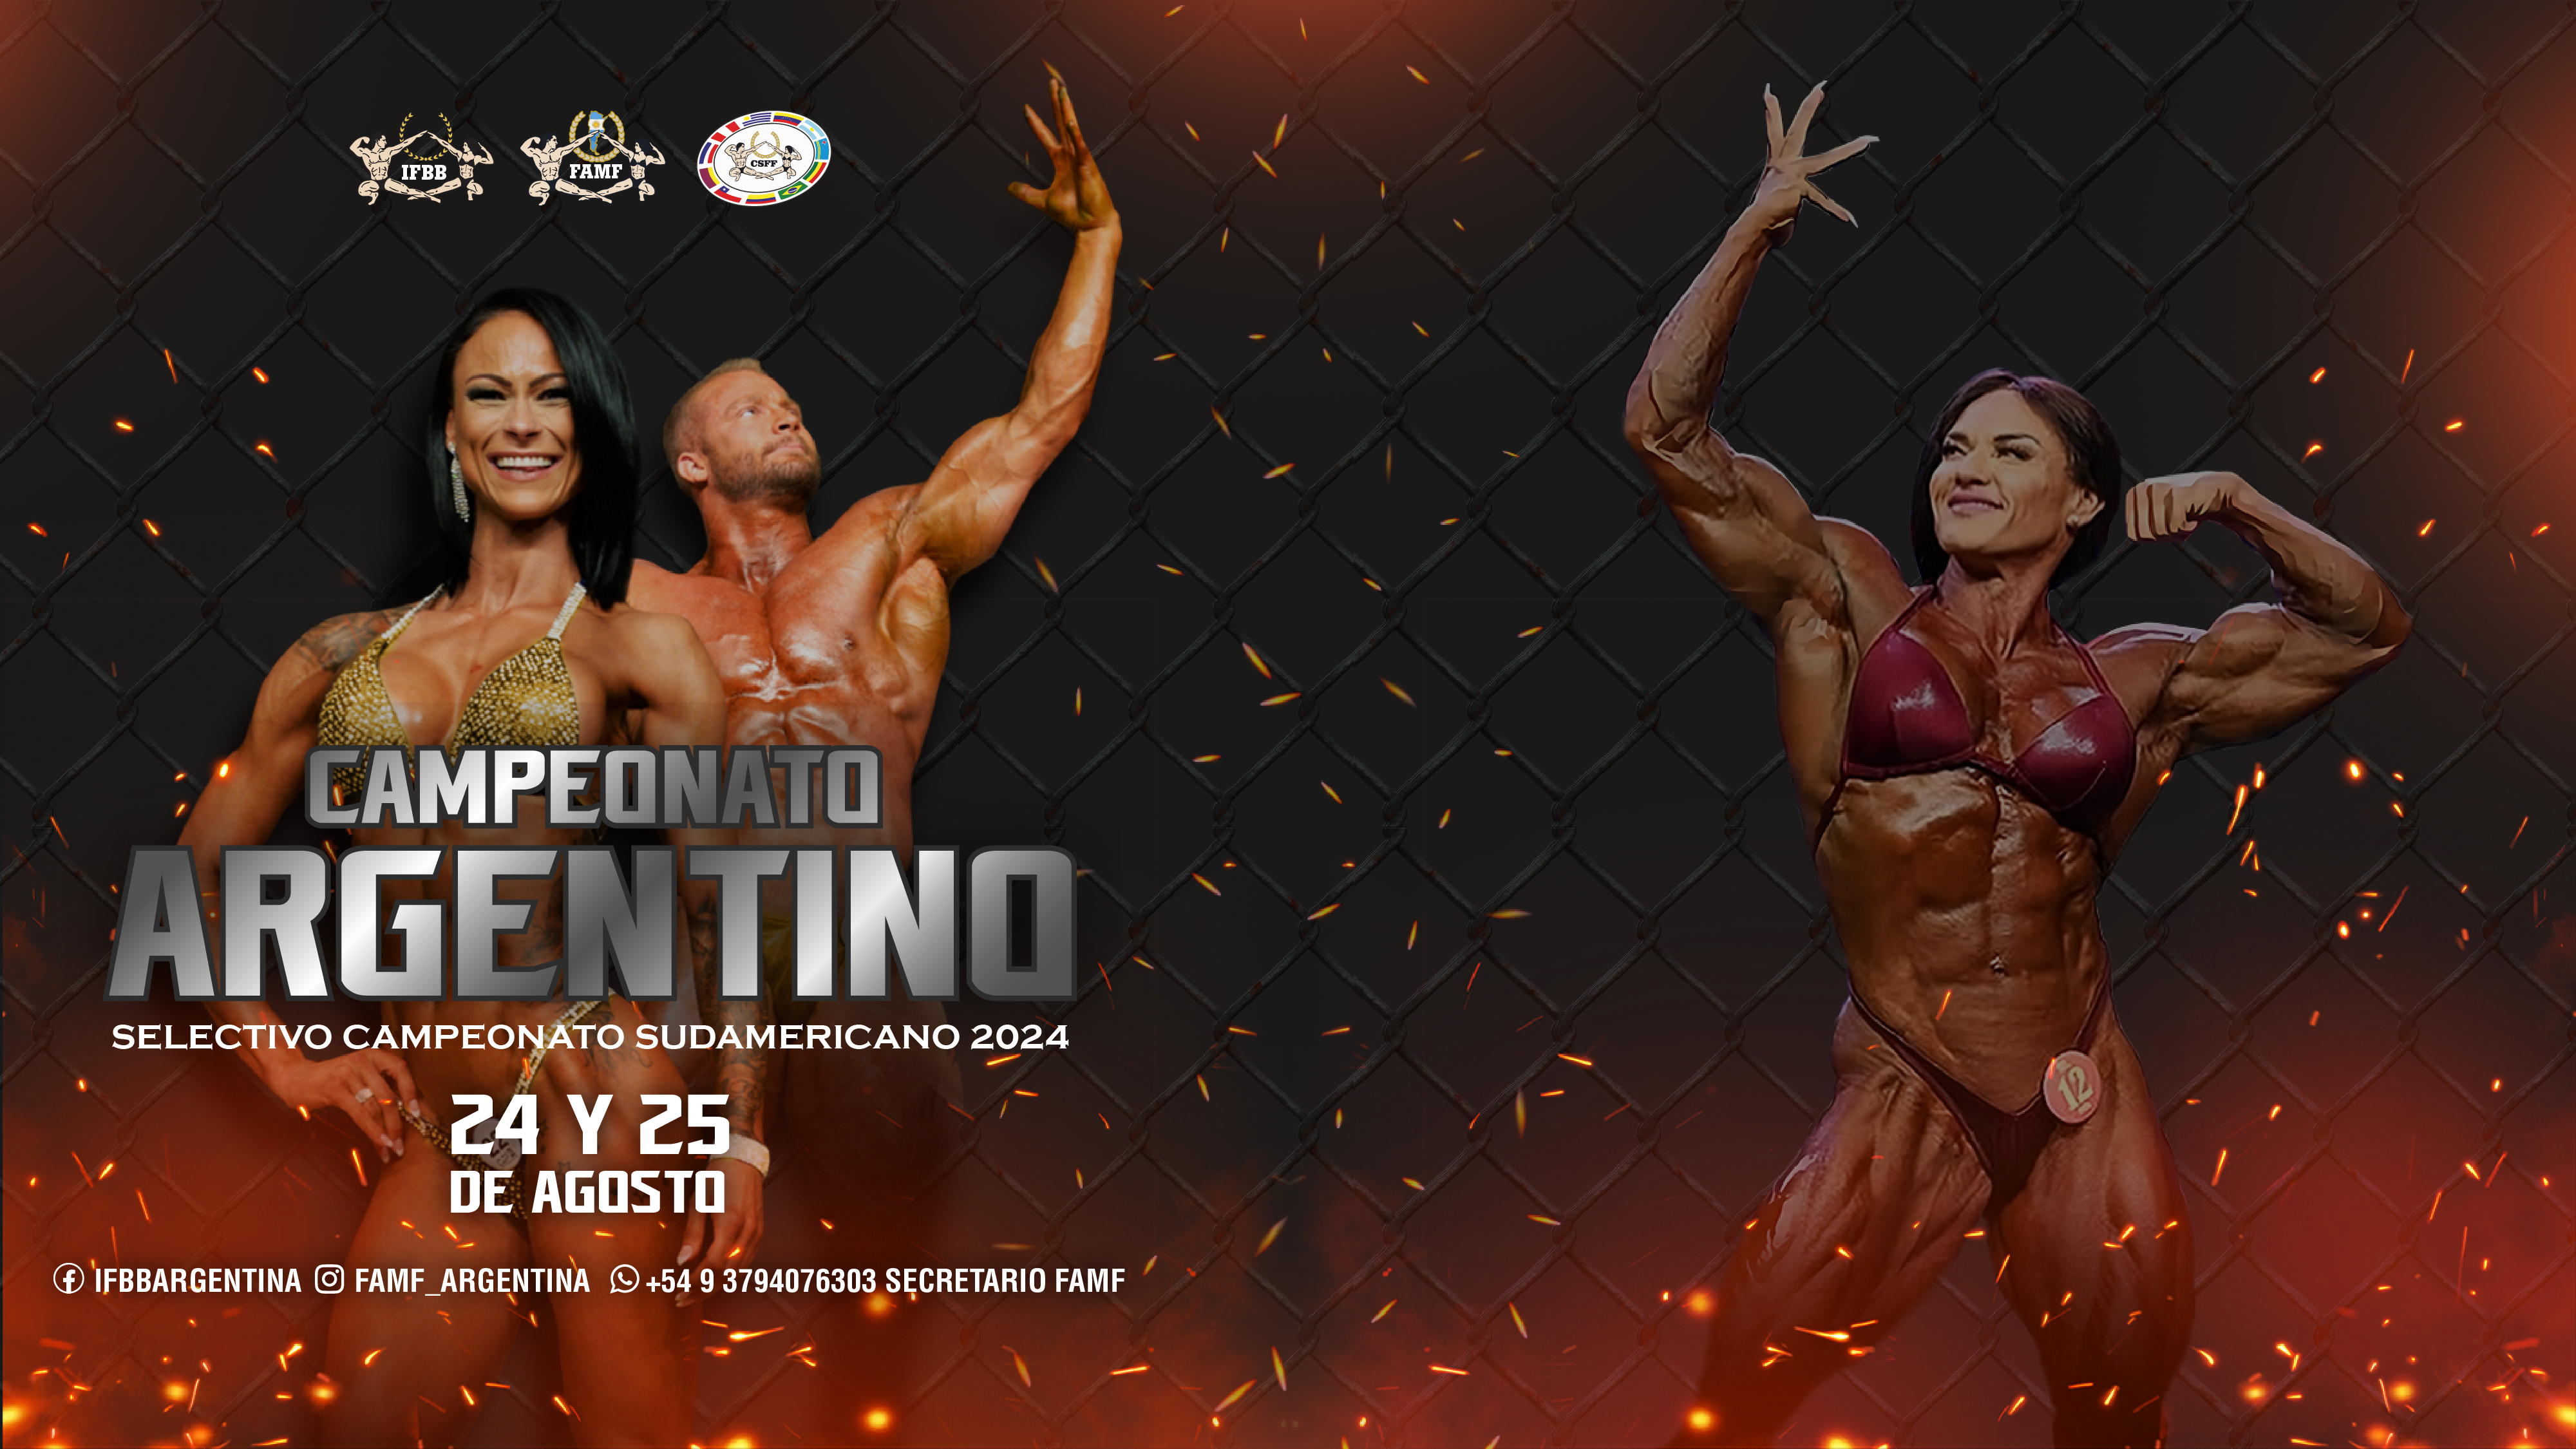 IFBB
FAMF
CSFF
CAMPEONATO
ARGENTINO
SELECTIVO CAMPEONATO SUDAMERICANO 2024
24 Y 25
DE AGOSTO
IFBBARGENTINA FAMF_ARGENTINA +54 9 3794076303 SECRETARIO FAMF
12